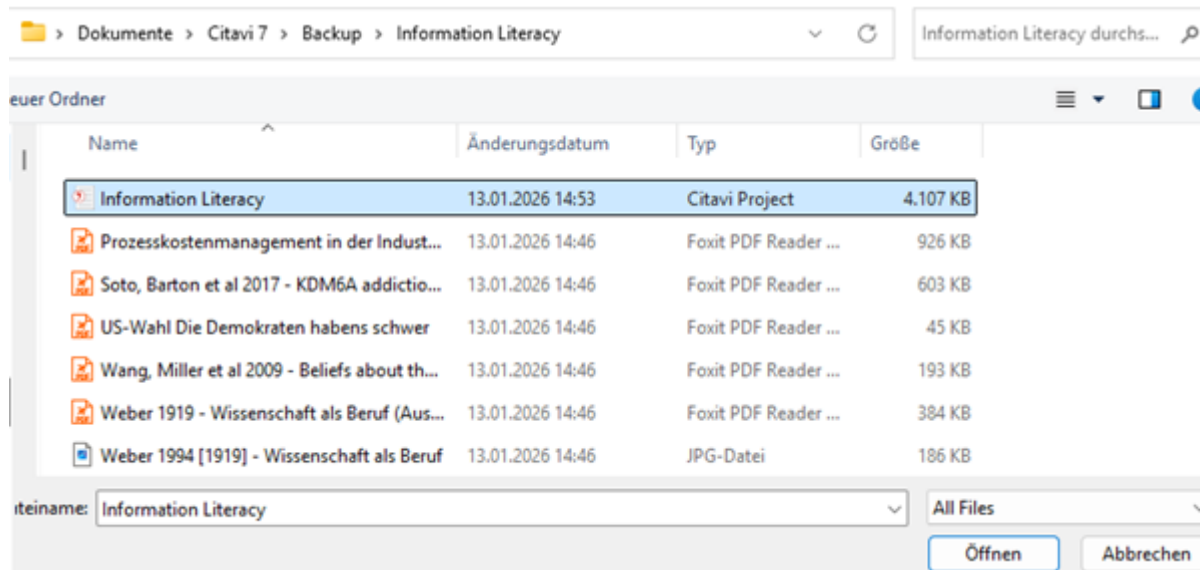 Dokumente > Citavi 7 > Backup > Information Literacy
Information Literacy durchs...
euer Ordner
Name Änderungsdatum Typ Größe
Information Literacy 13.01.2026 14:53 Citavi Project 4.107 KB
Prozesskostenmanagement in der Indust... 13.01.2026 14:46 Foxit PDF Reader ... 926 KB
Soto, Barton et al 2017 - KDM6A addictio... 13.01.2026 14:46 Foxit PDF Reader ... 603 KB
US-Wahl Die Demokraten habens schwer 13.01.2026 14:46 Foxit PDF Reader ... 45 KB
Wang, Miller et al 2009 - Beliefs about th... 13.01.2026 14:46 Foxit PDF Reader ... 193 KB
Weber 1919 - Wissenschaft als Beruf (Aus... 13.01.2026 14:46 Foxit PDF Reader ... 384 KB
Weber 1994 [1919] - Wissenschaft als Beruf 13.01.2026 14:46 JPG-Datei 186 KB
ateiname: Information Literacy All Files
Öffnen Abbrechen